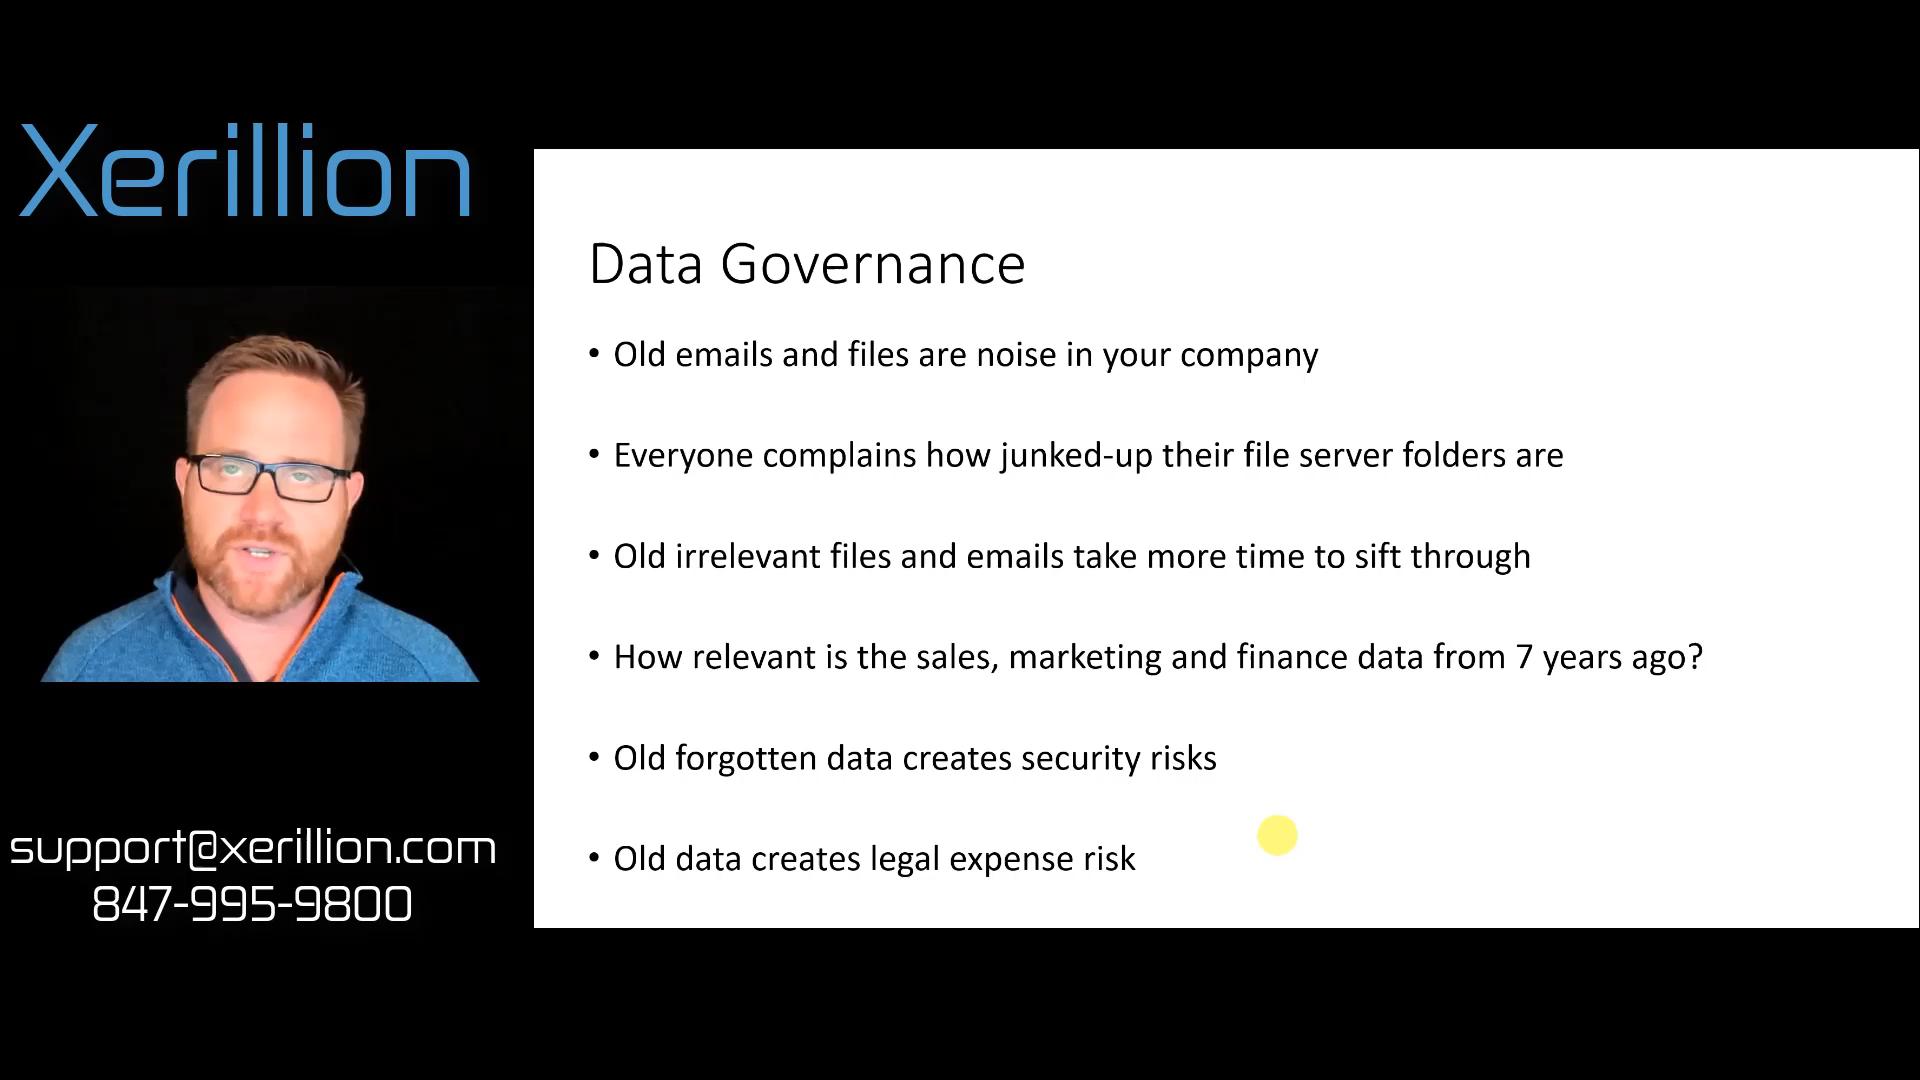 Xerillion
Data Governance
• Old emails and files are noise in your company
• Everyone complains how junked-up their file server folders are
• Old irrelevant files and emails take more time to sift through
• How relevant is the sales, marketing and finance data from 7 years ago?
• Old forgotten data creates security risks
• Old data creates legal expense risk
support@xerillion.com
847-995-9800